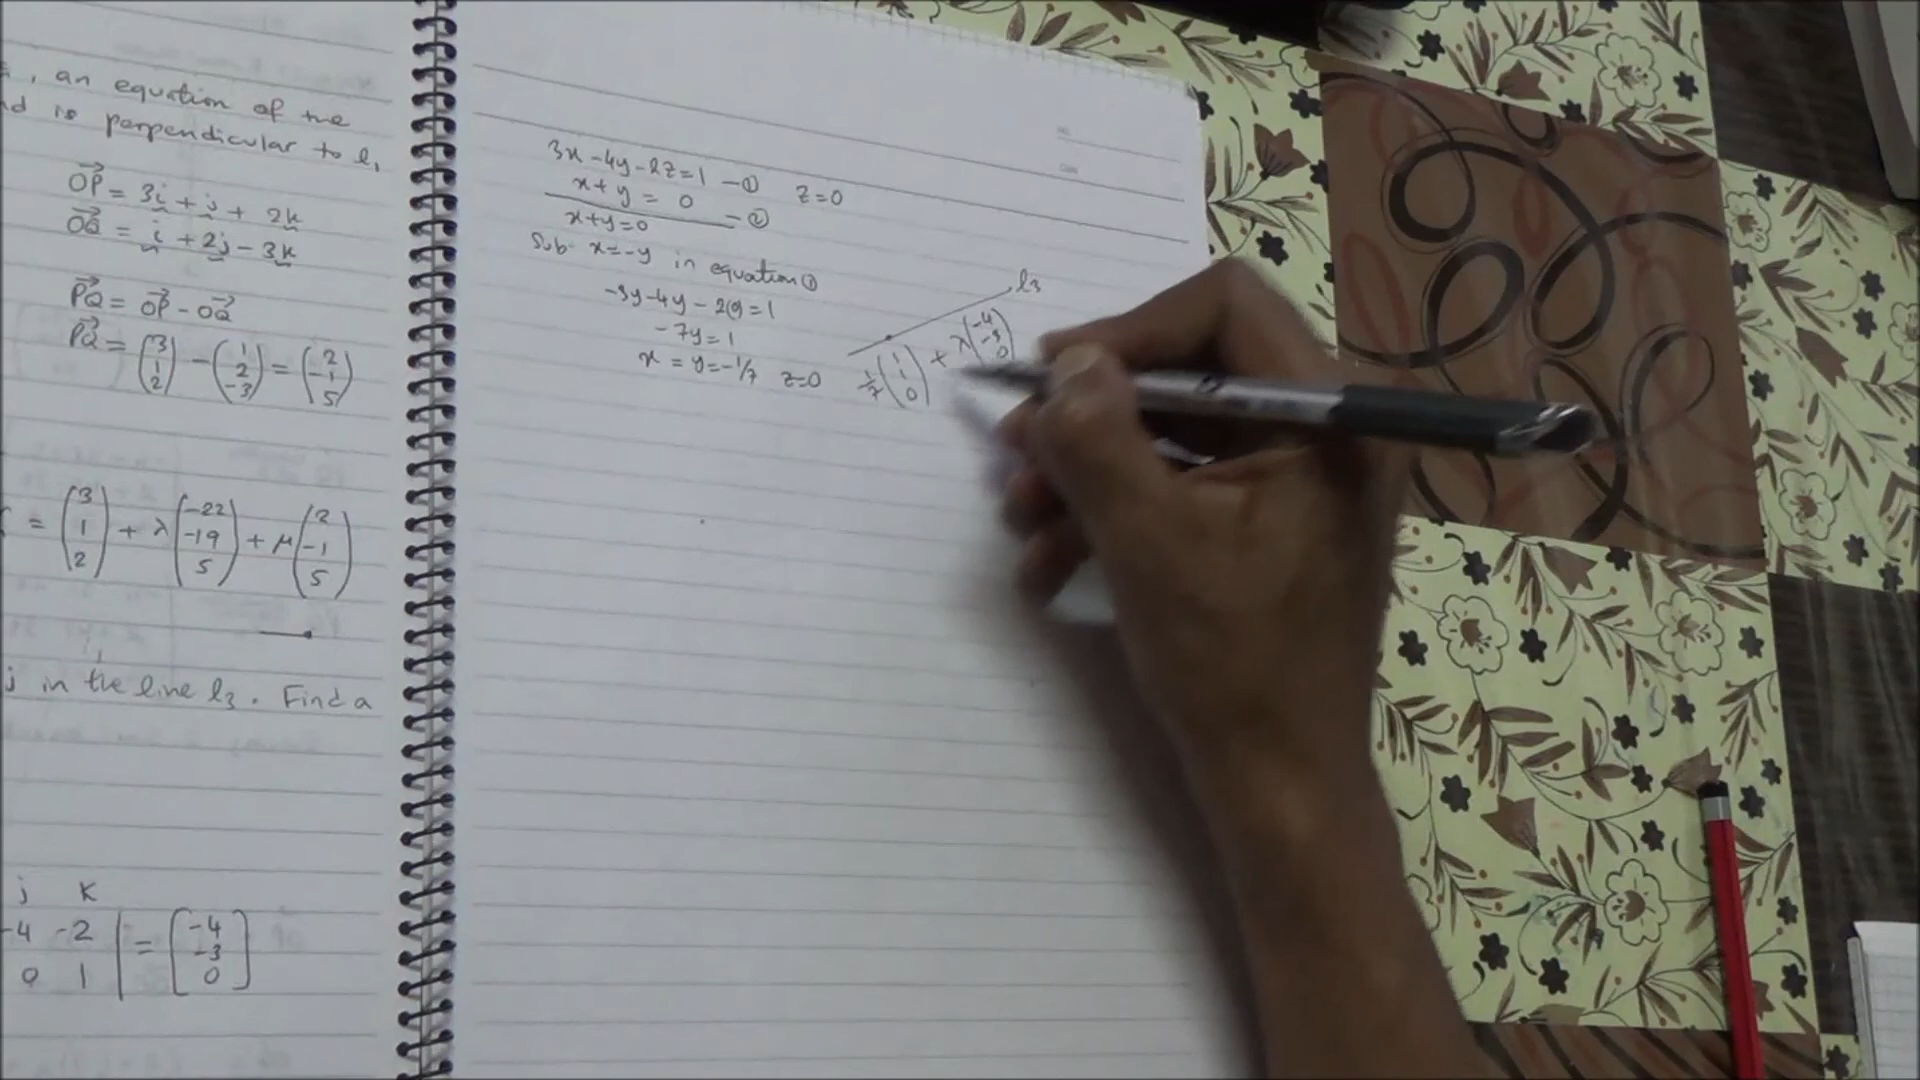 , an equation of the
is perpendicular to l₁
OP→ = 3i + j + 2k
OQ→ = i + 2j - 3k
PQ→ = OP→ - OQ→
PQ→ = (3 1 2) - (1 2 -3) = (2 -1 5)
= (3 1 2) + λ(-22 -19 5) + μ(2 -1 5)
j in the line l₃. Find a
j K
-4 -2 | = [-4
-3
0 1 | 0]
3x - 4y - 2z = 1 —① z=0
x + y = 0 —②
x+y=0
Sub x=-y in equation ①
-3y-4y-2(0)=1
-7y=1
x = y = -1/7 z=0
l₃
(1 1 0) + λ(-4 -3 0)